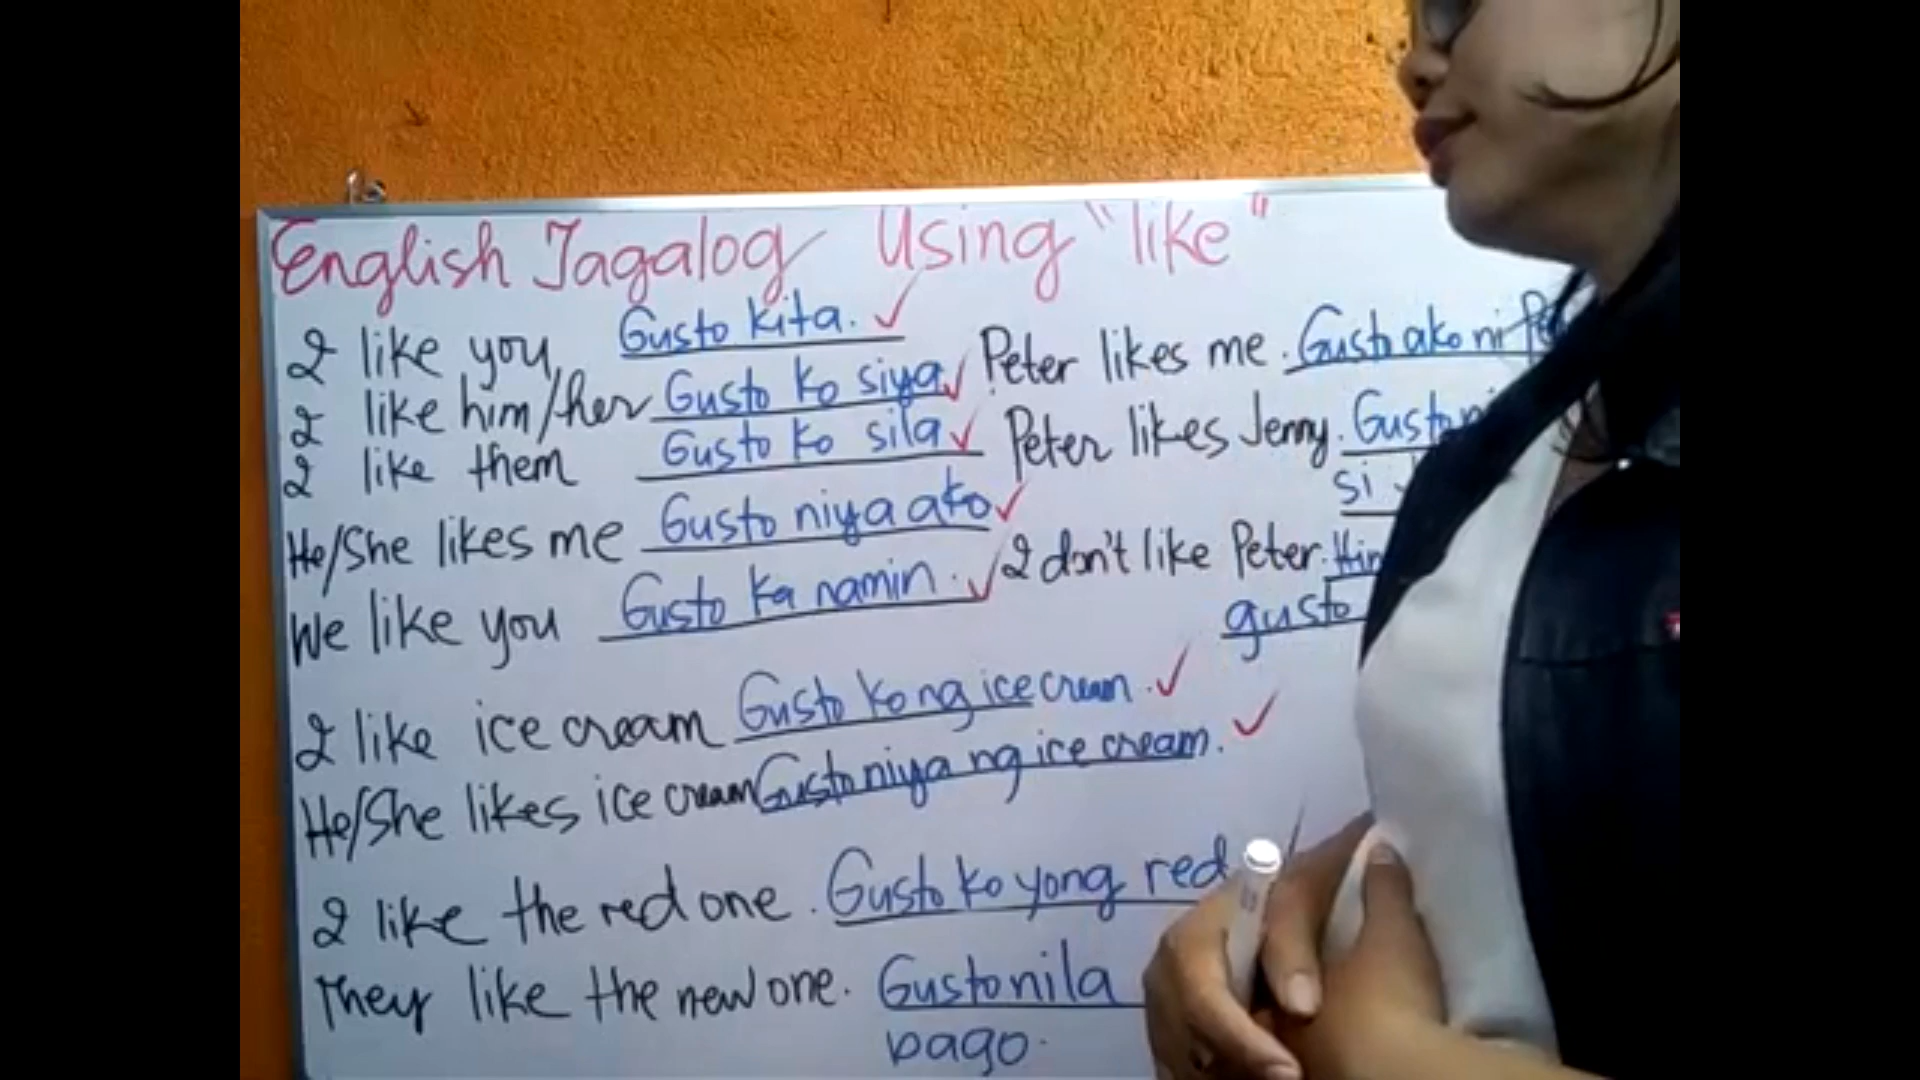 English Tagalog Using "like"
I like you, Gusto kita.
I like him/her Gusto ko siya
I like them Gusto ko sila
He/She likes me Gusto niya ako
We like you Gusto ka namin.
I like ice cream Gusto ko ng ice cream.
He/She likes ice cream Gusto niya ng ice cream.
I like the red one. Gusto ko yong red
They like the new one. Gusto nila
bago.
Peter likes me. Gusto ako ni
Peter likes Jenny. Gusto
si
I don't like Peter.
gusto